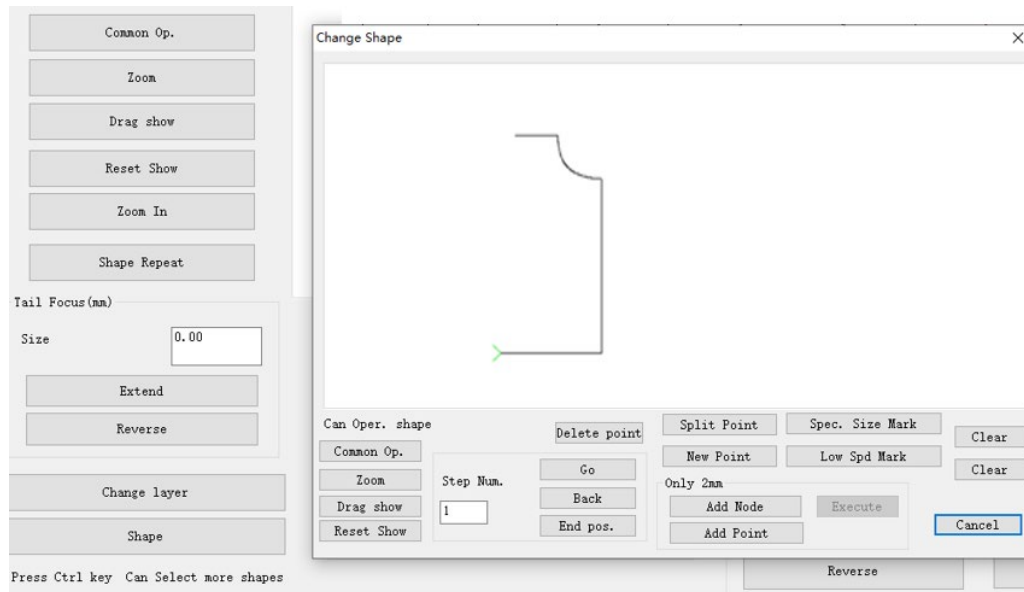 Common Op.
Zoom
Drag show
Reset Show
Zoom In
Shape Repeat
Tail Focus(mm)
Size
0.00
Extend
Reverse
Change layer
Shape
Press Ctrl key Can Select more shapes
Change Shape
Can Oper. shape
Common Op.
Zoom
Drag show
Reset Show
Step Num.
1
Delete point
Go
Back
End pos.
Split Point
Spec. Size Mark
Clear
New Point
Low Spd Mark
Clear
Only 2mm
Add Node
Execute
Add Point
Cancel
Reverse